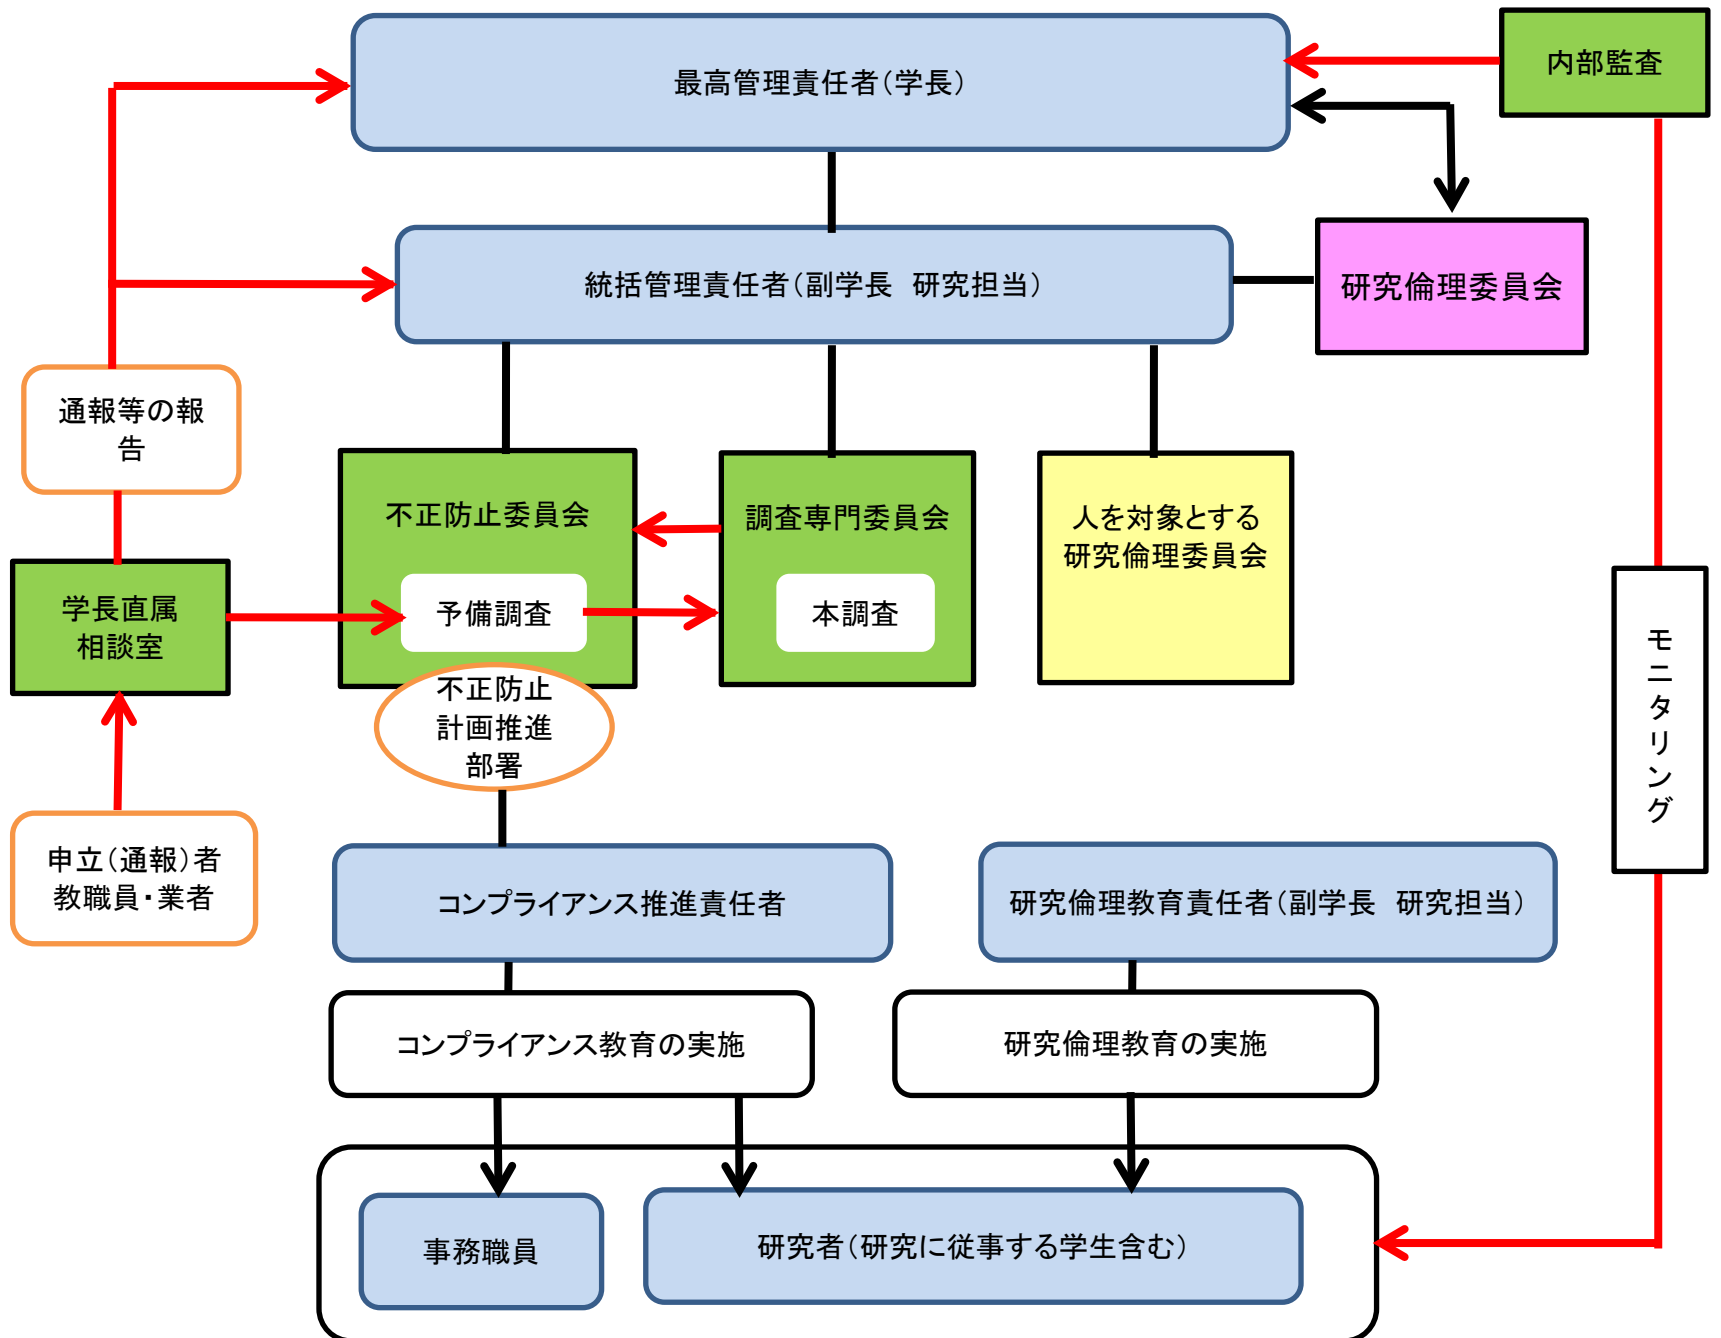 最高管理責任者（学長）
内部監査
統括管理責任者（副学長　研究担当）
研究倫理委員会
通報等の報
告
不正防止委員会
調査専門委員会
人を対象とする
研究倫理委員会
学長直属
相談室
予備調査
本調査
不正防止
計画推進
部署
モニタリング
申立（通報）者
教職員・業者
コンプライアンス推進責任者
研究倫理教育責任者（副学長　研究担当）
コンプライアンス教育の実施
研究倫理教育の実施
事務職員
研究者（研究に従事する学生含む）